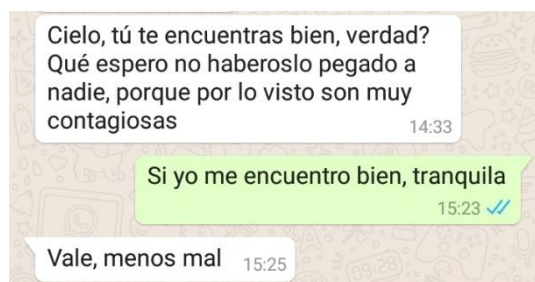 Cielo, tú te encuentras bien, verdad?
Qué espero no haberoslo pegado a
nadie, porque por lo visto son muy
contagiosas
14:33
Si yo me encuentro bien, tranquila
15:23
Vale, menos mal 15:25